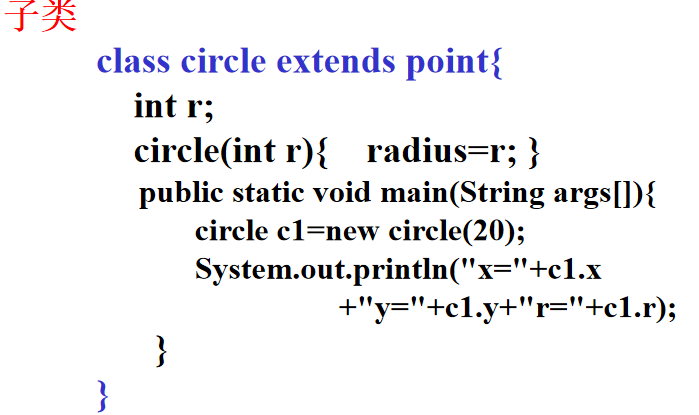 子类
class circle extends point{
int r;
circle(int r){ radius=r; }
public static void main(String args[]){
circle c1=new circle(20);
System.out.println("x="+c1.x
+"y="+c1.y+"r="+c1.r);
}
}